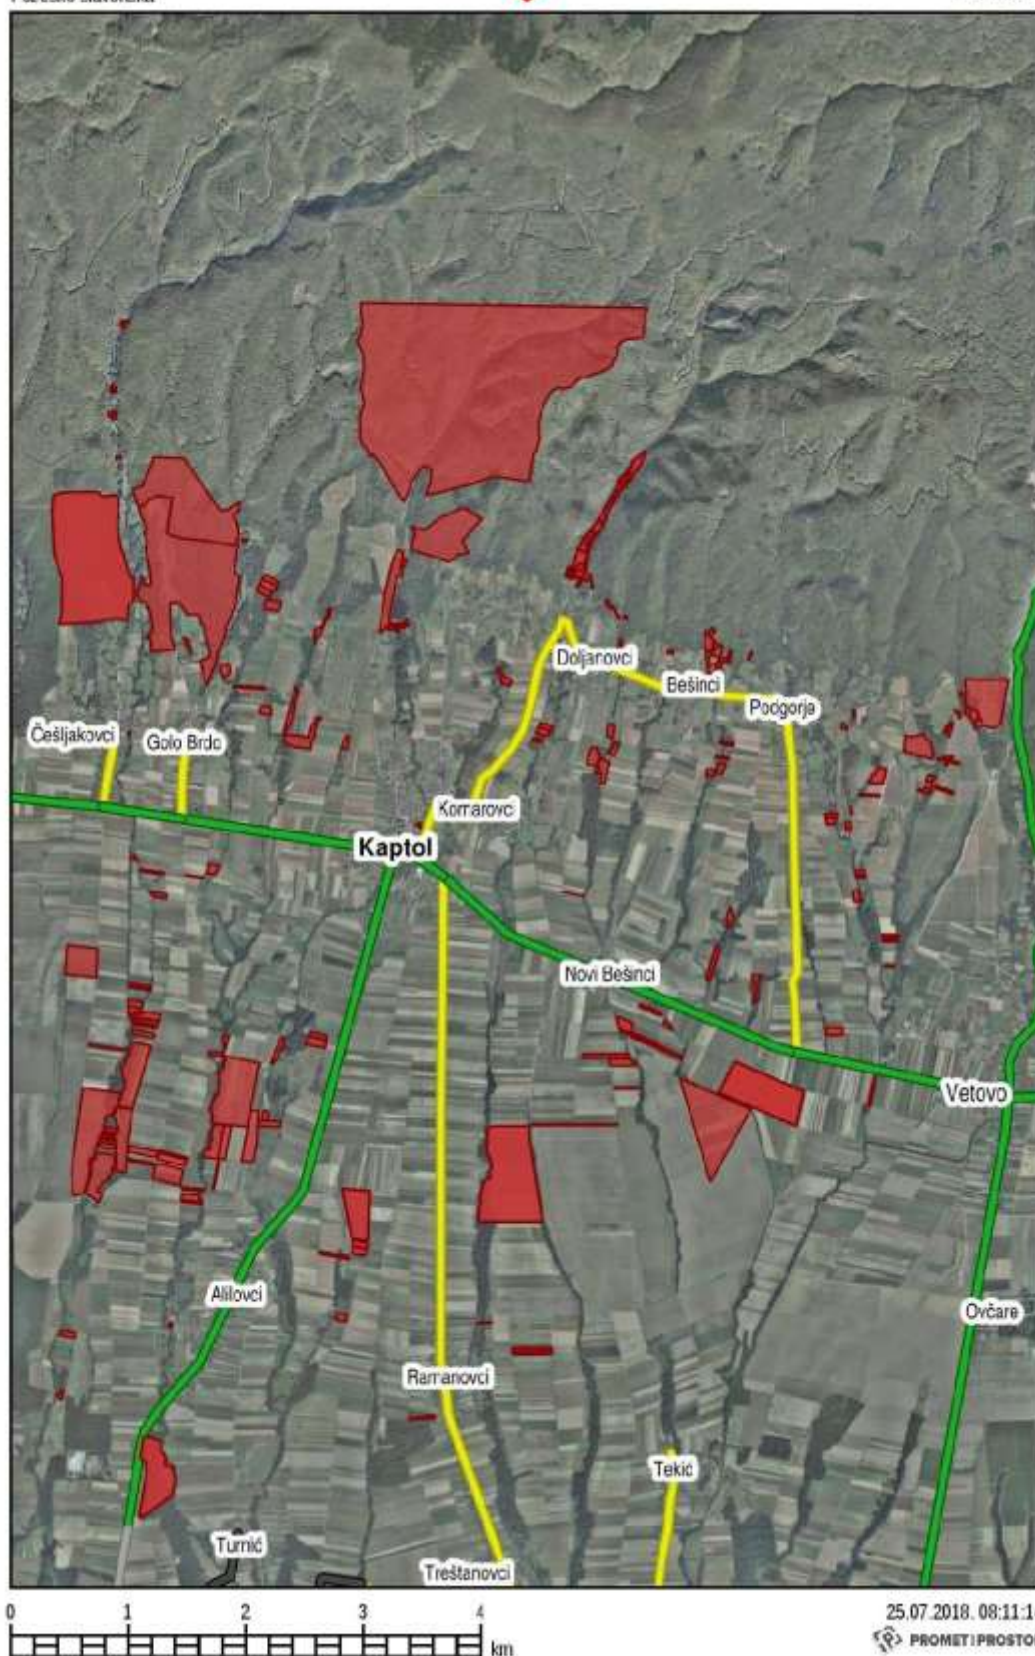 Doljanovci
Bešinci
Podgorje
Češljakovci
Golo Brdo
Komarovci
Kaptol
Novi Bešinci
Vetovo
Alilovci
Ovčare
Ramanovci
Tekić
Turnić
Treštanovci
0 1 2 3 4
km
25.07.2018. 08:11:1
PROMET I PROSTO